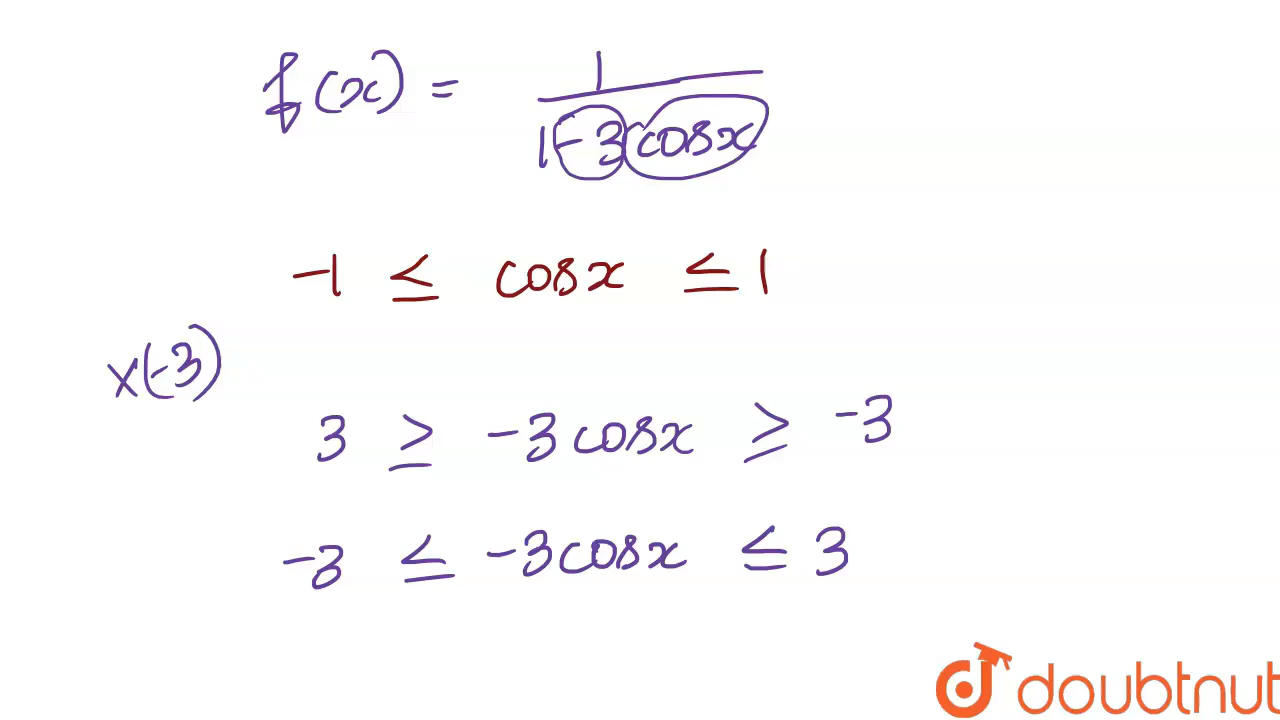 f(x) = 1
1-3cosx
-1 ≤ cosx ≤ 1
x(-3)
3 ≥ -3cosx ≥ -3
-3 ≤ -3cosx ≤ 3
doubtnut